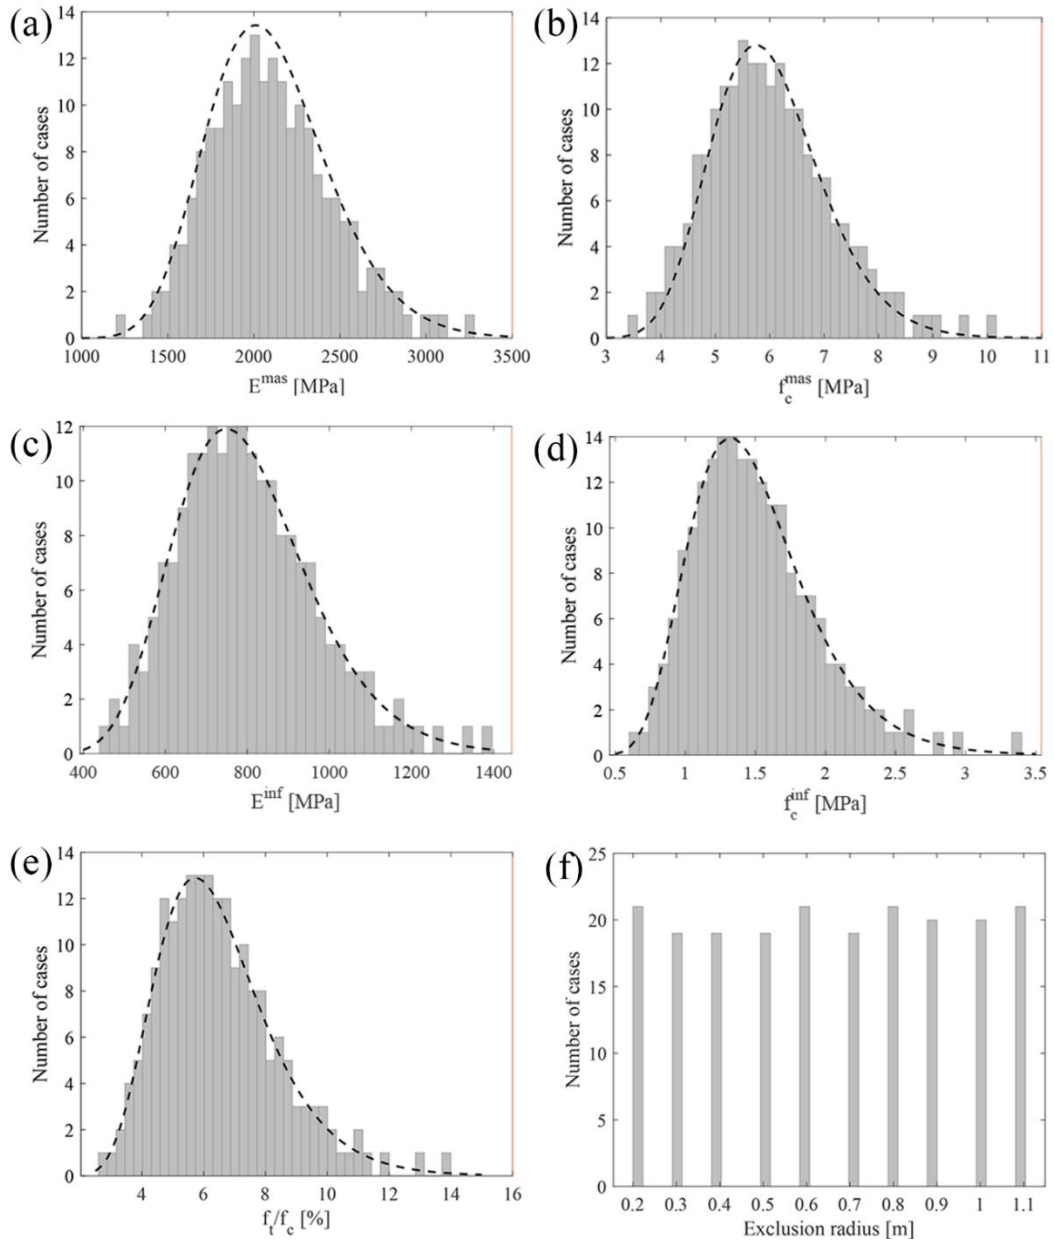 (a)
14
12
10
8
6
4
2
0
Number of cases
1000 1500 2000 2500 3000 3500
E^mas [MPa]
(b)
14
12
10
8
6
4
2
0
Number of cases
3 4 5 6 7 8 9 10 11
f_c^mas [MPa]
(c)
12
10
8
6
4
2
0
Number of cases
400 600 800 1000 1200 1400
E^inf [MPa]
(d)
14
12
10
8
6
4
2
0
Number of cases
0.5 1 1.5 2 2.5 3 3.5
f_c^inf [MPa]
(e)
14
12
10
8
6
4
2
0
Number of cases
4 6 8 10 12 14 16
f_t/f_c [%]
(f)
25
20
15
10
5
0
Number of cases
0.2 0.3 0.4 0.5 0.6 0.7 0.8 0.9 1 1.1
Exclusion radius [m]